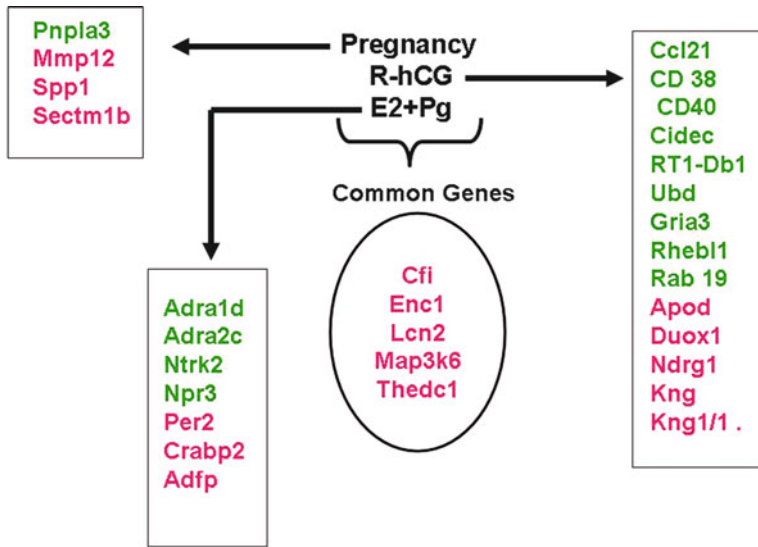 Pnpla3
Mmp12
Spp1
Sectm1b
Pregnancy
R-hCG
E2+Pg
Common Genes
Cfi
Enc1
Lcn2
Map3k6
Thedc1
Adra1d
Adra2c
Ntrk2
Npr3
Per2
Crabp2
Adfp
Ccl21
CD 38
CD40
Cidec
RT1-Db1
Ubd
Gria3
Rhebl1
Rab 19
Apod
Duox1
Ndrg1
Kng
Kng1/1 .